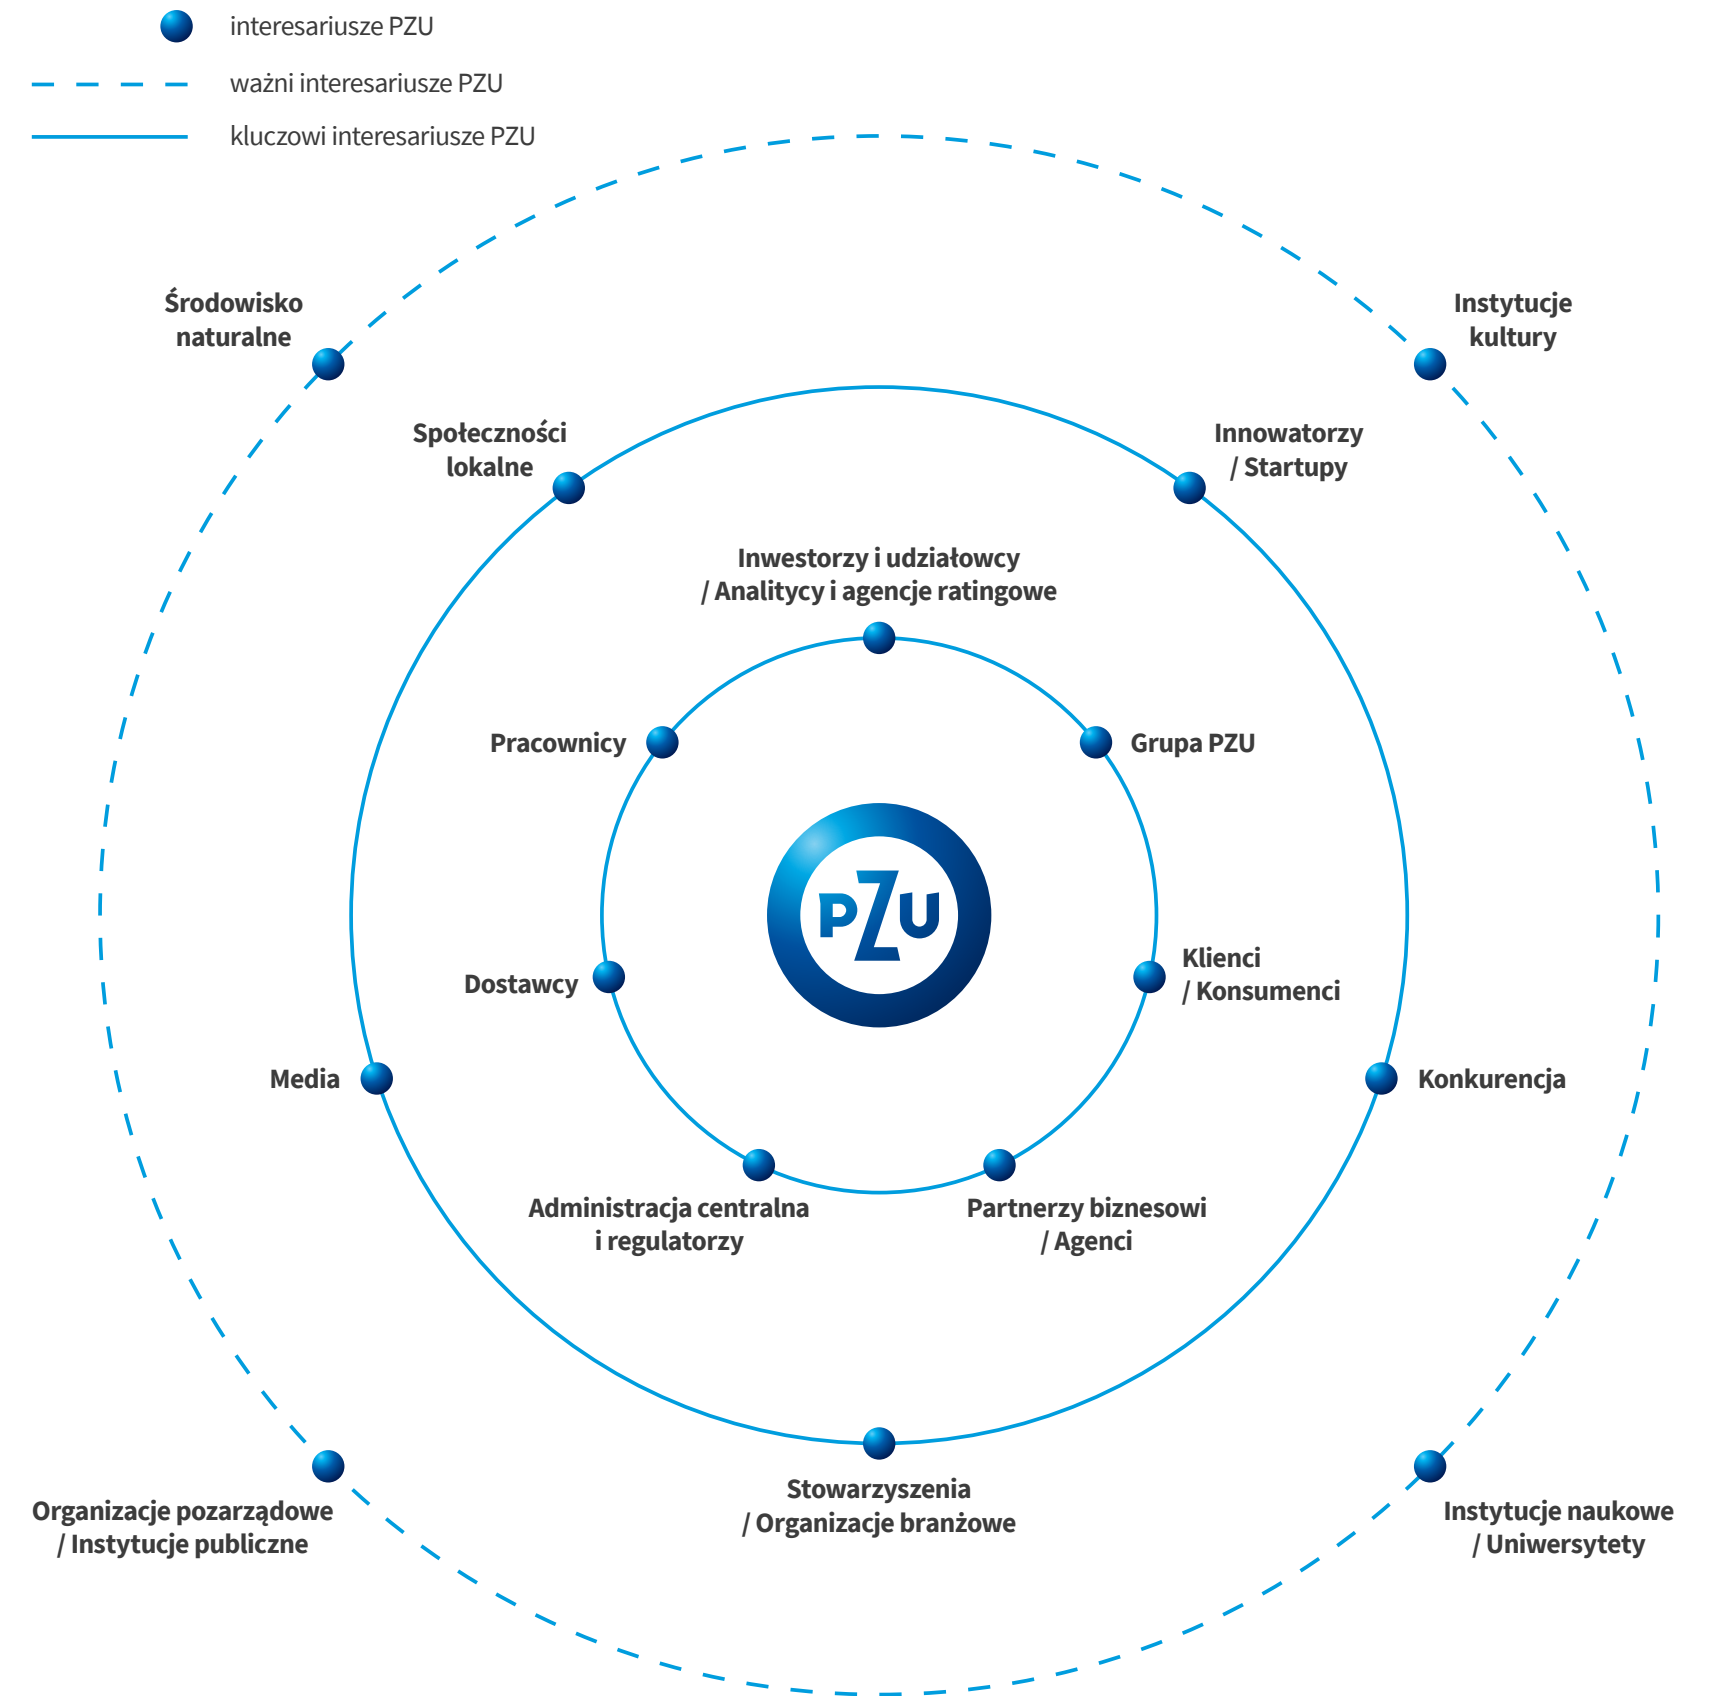 interesariusze PZU
ważni interesariusze PZU
kluczowi interesariusze PZU
Środowisko
naturalne
Instytucje
kultury
Społeczności
lokalne
Innowatorzy
/ Startupy
Inwestorzy i udziałowcy
/ Analitycy i agencje ratingowe
Pracownicy
Grupa PZU
PZU
Dostawcy
Klienci
/ Konsumenci
Media
Konkurencja
Administracja centralna
i regulatorzy
Partnerzy biznesowi
/ Agenci
Stowarzyszenia
/ Organizacje branżowe
Organizacje pozarządowe
/ Instytucje publiczne
Instytucje naukowe
/ Uniwersytety